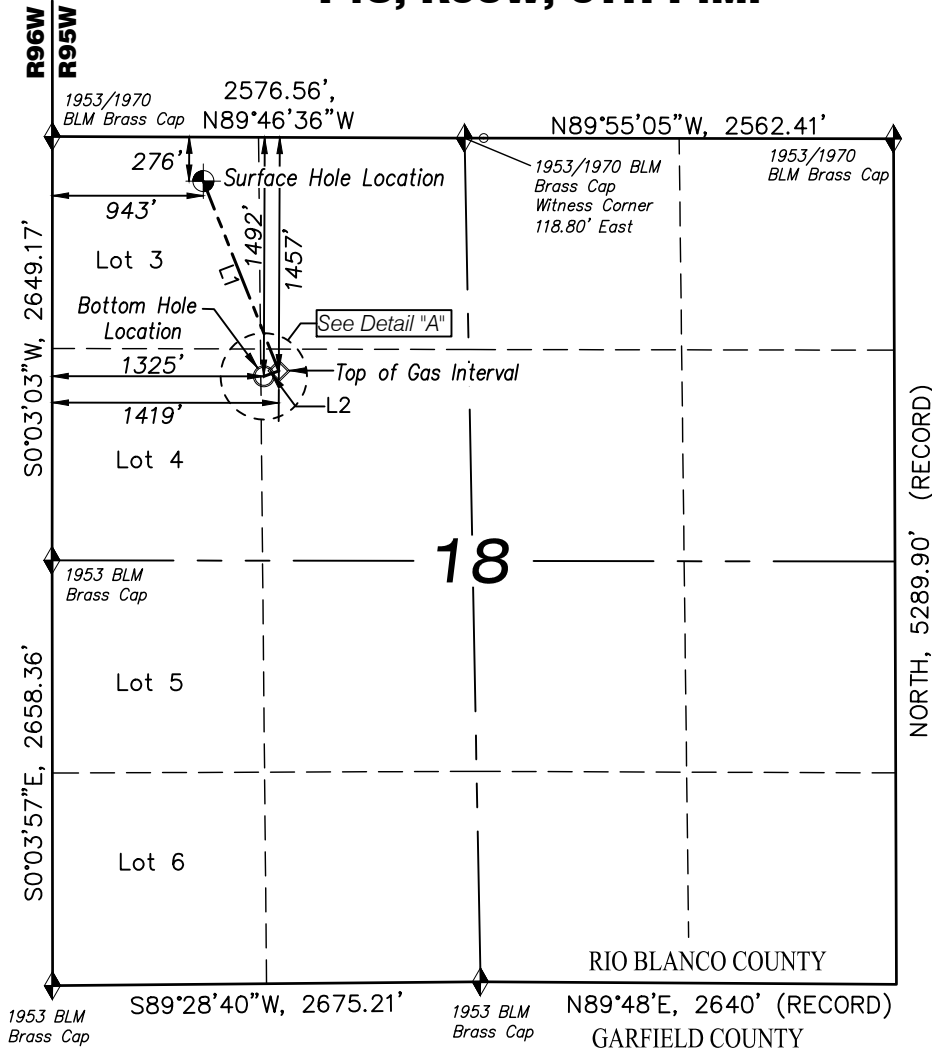 R96W
R95W
1953/1970
BLM Brass Cap
2576.56',
N89°46'36"W
N89°55'05"W, 2562.41'
1953/1970
BLM Brass Cap
1953/1970 BLM
Brass Cap
Witness Corner
118.80' East
276'
Surface Hole Location
943'
1492'
1457'
S0°03'03"W, 2649.17'
Lot 3
L1
Bottom Hole
Location
See Detail "A"
1325'
Top of Gas Interval
L2
1419'
Lot 4
NORTH, 5289.90' (RECORD)
18
1953 BLM
Brass Cap
S0°03'57"E, 2658.36'
Lot 5
Lot 6
RIO BLANCO COUNTY
1953 BLM
Brass Cap
S89°28'40"W, 2675.21'
1953 BLM
Brass Cap
N89°48'E, 2640' (RECORD)
GARFIELD COUNTY